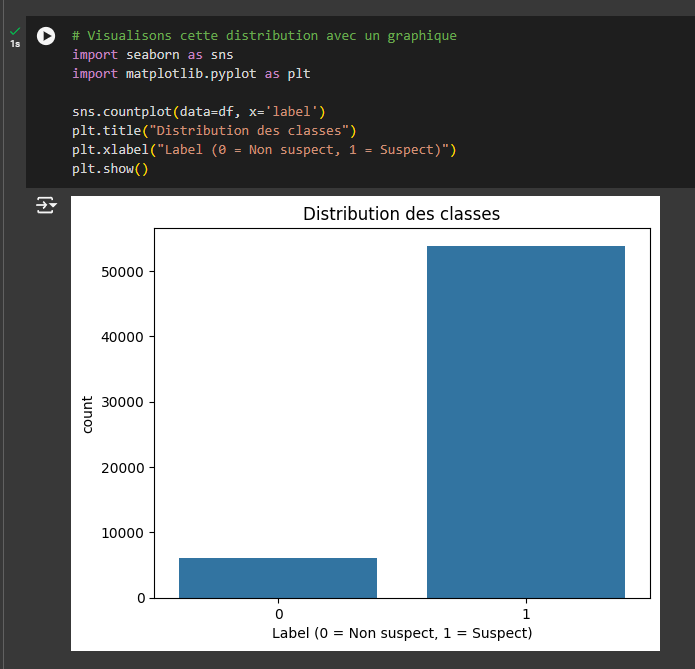 # Visualisons cette distribution avec un graphique
import seaborn as sns
1s
import matplotlib.pyplot as plt
sns.countplot(data=df, x='label')
plt.title("Distribution des classes")
plt.xlabel("Label (0 = Non suspect, 1 = Suspect)")
plt.show()
Distribution des classes
50000
40000
30000
20000
10000
0
count
0 1
Label (0 = Non suspect, 1 = Suspect)